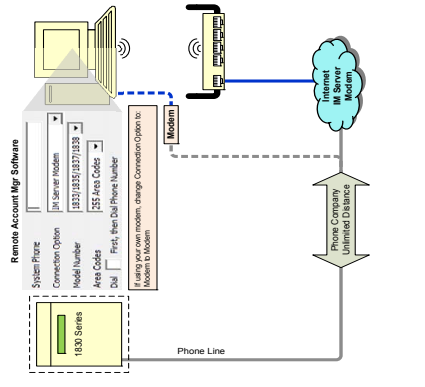 Remote Account Mgr Software
System Phone
Connection Option IM Server Modem
Model Number 1833/1835/1837/1838
Area Codes 255 Area Codes
Dial First, then Dial Phone Number
If using your own modem, change Connection Option to:
Modem to Modem
Modem
Internet
IM Server
Modem
1830 Series
Phone Line
Phone Company
Unlimited Distance